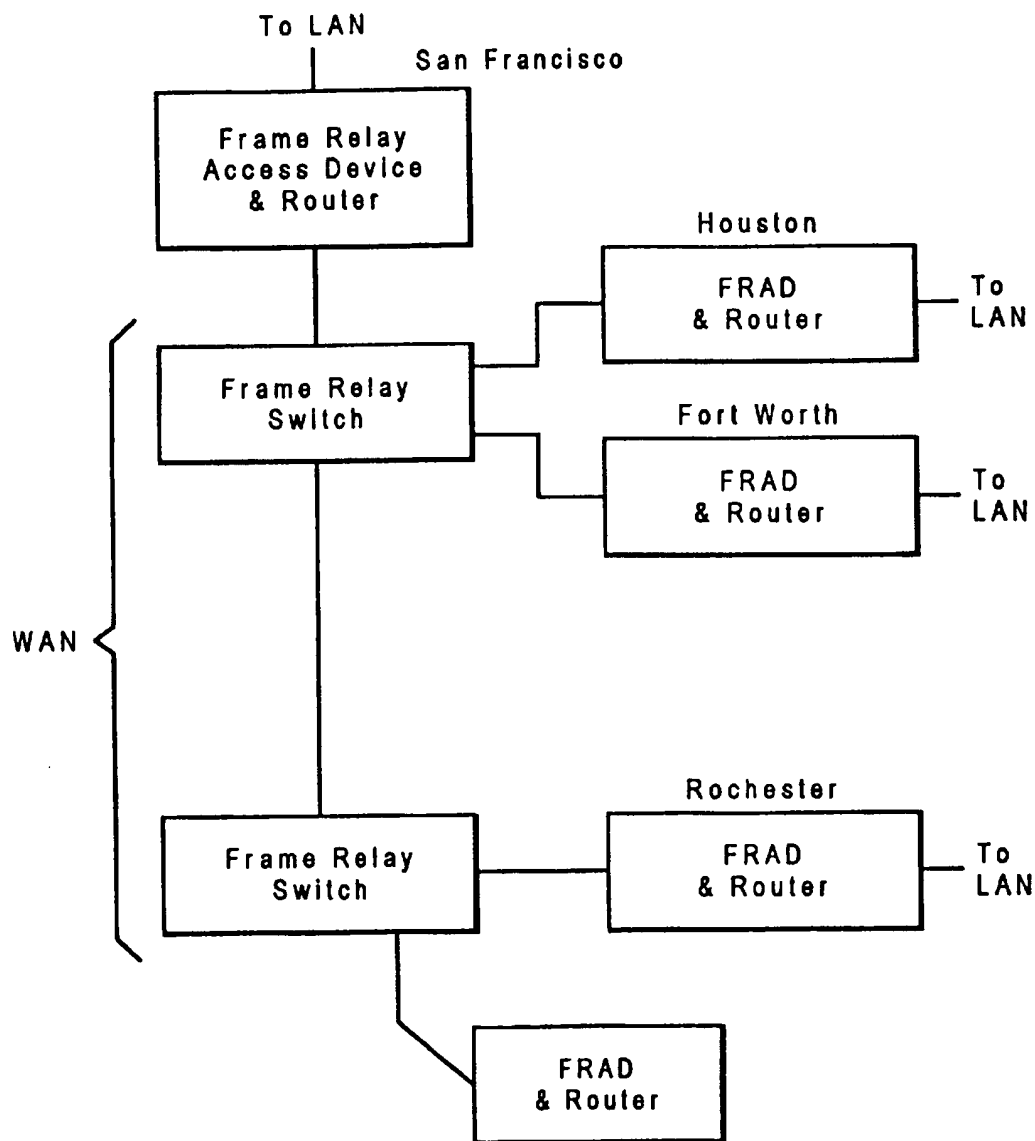 To LAN
San Francisco
Frame Relay
Access Device
& Router
Houston
FRAD
& Router
To
LAN
Frame Relay
Switch
Fort Worth
FRAD
& Router
To
LAN
WAN
Rochester
Frame Relay
Switch
FRAD
& Router
To
LAN
FRAD
& Router